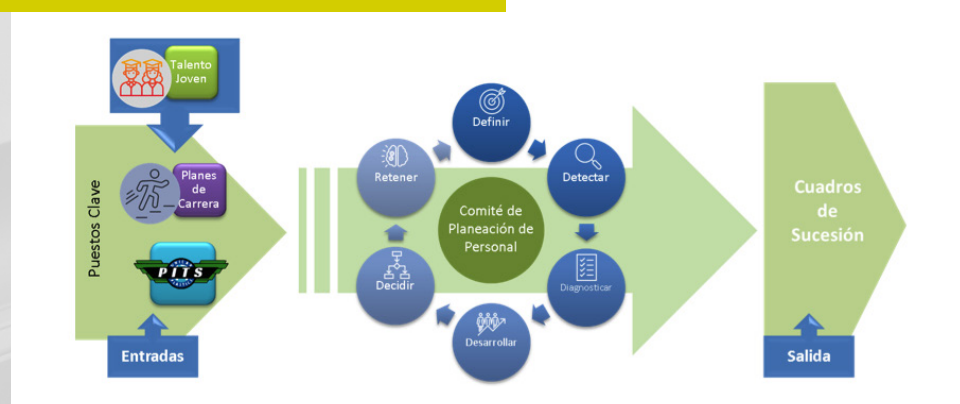 Talento
Joven
Puestos Clave
Planes
de
Carrera
PITS
Entradas
Definir
Detectar
Diagnosticar
Desarrollar
Decidir
Retener
Comité de
Planeación de
Personal
Cuadros
de
Sucesión
Salida